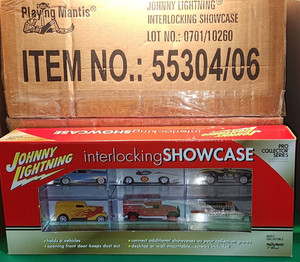 Playing Mantis®
JOHNNY LIGHTNING®
INTERLOCKING SHOWCASE
LOT NO.: 0701/10260
ITEM NO.: 55304/06
JOHNNY
LIGHTNING
interlockingSHOWCASE
PRO
COLLECTOR
SERIES
• holds 6 vehicles
• opening front door keeps dust out
• connect additional showcases as your collection grows
• desktop or wall mountable